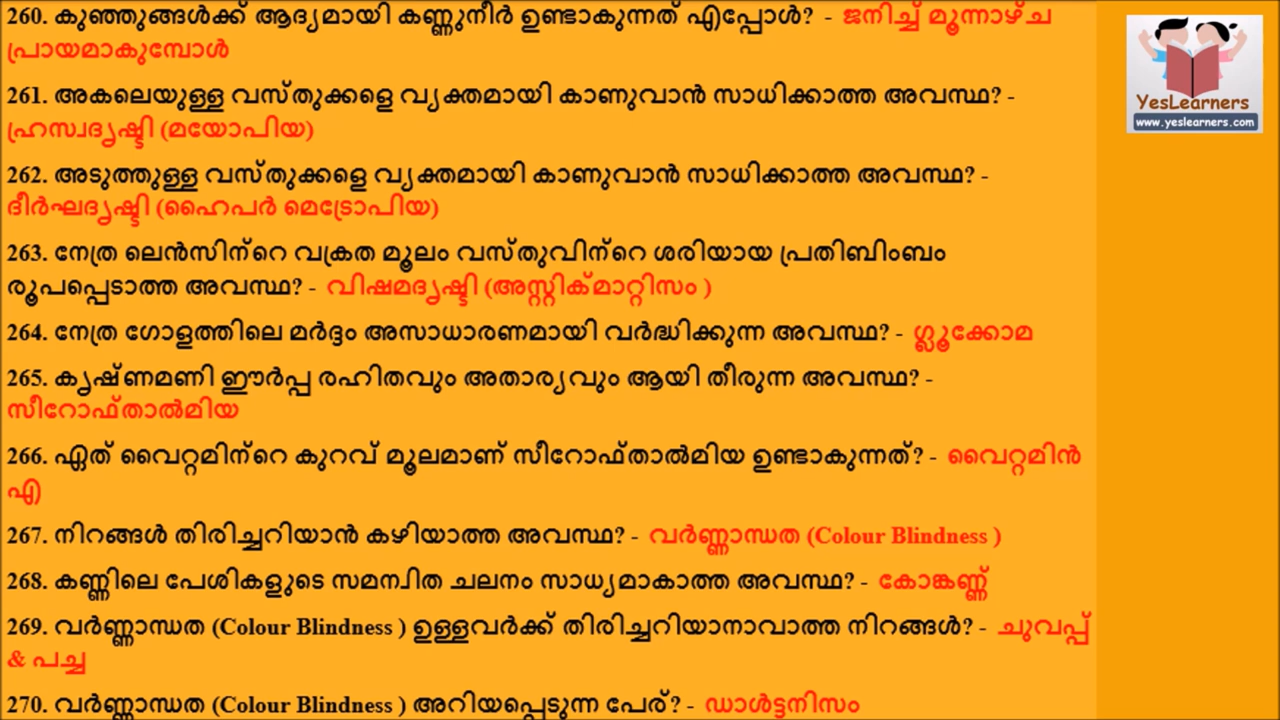 260. കുഞ്ഞുങ്ങൾക്ക് ആദ്യമായി കണ്ണുനീർ ഉണ്ടാകുന്നത് എപ്പോൾ? - ജനിച്ച് മൂന്നാഴ്ച
പ്രായമാകുമ്പോൾ
261. അകലെയുള്ള വസ്തുക്കളെ വ്യക്തമായി കാണുവാൻ സാധിക്കാത്ത അവസ്ഥ? -
ഹ്രസ്വദൃഷ്ടി (മയോപിയ)
262. അടുത്തുള്ള വസ്തുക്കളെ വ്യക്തമായി കാണുവാൻ സാധിക്കാത്ത അവസ്ഥ? -
ദീർഘദൃഷ്ടി (ഹൈപർ മെട്രോപിയ)
263. നേത്ര ലെൻസിന്റെ വക്രത മൂലം വസ്തുവിന്റെ ശരിയായ പ്രതിബിംബം
രൂപപ്പെടാത്ത അവസ്ഥ? - വിഷമദൃഷ്ടി (അസ്റ്റിക്മാറ്റിസം )
264. നേത്ര ഗോളത്തിലെ മർദ്ദം അസാധാരണമായി വർദ്ധിക്കുന്ന അവസ്ഥ? - ഗ്ലൂക്കോമ
265. കൃഷ്ണമണി ഈർപ്പ രഹിതവും അതാര്യവും ആയി തീരുന്ന അവസ്ഥ? -
സീറോഫ്താൽമിയ
266. ഏത് വൈറ്റമിന്റെ കുറവ് മൂലമാണ് സീറോഫ്താൽമിയ ഉണ്ടാകുന്നത്? - വൈറ്റമിൻ
എ
267. നിറങ്ങൾ തിരിച്ചറിയാൻ കഴിയാത്ത അവസ്ഥ? - വർണ്ണാന്ധത (Colour Blindness )
268. കണ്ണിലെ പേശികളുടെ സമന്വിത ചലനം സാധ്യമാകാത്ത അവസ്ഥ? - കോങ്കണ്ണ്
269. വർണ്ണാന്ധത (Colour Blindness ) ഉള്ളവർക്ക് തിരിച്ചറിയാനാവാത്ത നിറങ്ങൾ? - ചുവപ്പ്
& പച്ച
270. വർണ്ണാന്ധത (Colour Blindness ) അറിയപ്പെടുന്ന പേര്? - ഡാൾട്ടനിസം
YesLearners
www.yeslearners.com